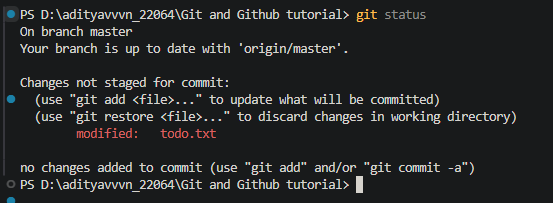 PS D:\adityavvvn_22064\Git and Github tutorial> git status
On branch master
Your branch is up to date with 'origin/master'.
Changes not staged for commit:
(use "git add <file>..." to update what will be committed)
(use "git restore <file>..." to discard changes in working directory)
modified: todo.txt
no changes added to commit (use "git add" and/or "git commit -a")
PS D:\adityavvvn_22064\Git and Github tutorial>